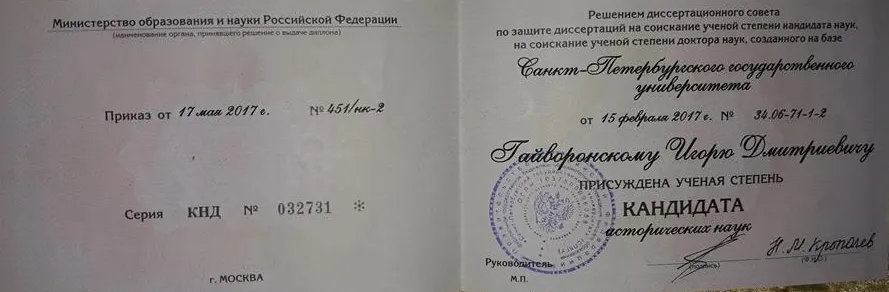 Министерство образования и науки Российской Федерации
(наименование органа, принявшего решение о выдаче диплома)
Приказ от 17 мая 2017 г. № 451/нк-2
Серия КНД № 032731 *
г. МОСКВА
Решением диссертационного совета
по защите диссертаций на соискание ученой степени кандидата наук,
на соискание ученой степени доктора наук, созданного на базе
Санкт-Петербургского государственного
университета
от 15 февраля 2017 г. № 34.06-71-1-2
Гайворонскому Игорю Дмитриевичу
ПРИСУЖДЕНА УЧЕНАЯ СТЕПЕНЬ
КАНДИДАТА
исторических наук
Руководитель
(подпись)
Н.М. Кропачев
(Ф.И.О.)
М.П.